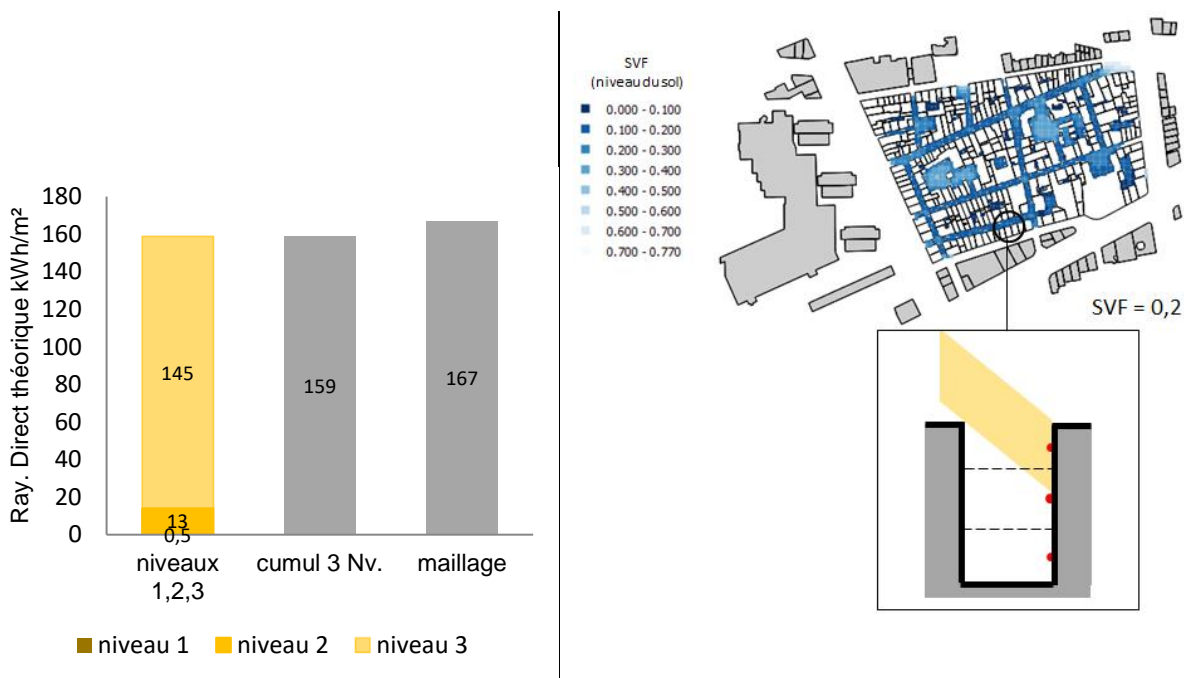 Ray. Direct théorique kWh/m²
180
160
140
120
100
80
60
40
20
0
145
13
0,5
159
167
niveaux
1,2,3
cumul 3 Nv.
maillage
niveau 1
niveau 2
niveau 3
SVF
(niveau du sol)
0.000 - 0.100
0.100 - 0.200
0.200 - 0.300
0.300 - 0.400
0.400 - 0.500
0.500 - 0.600
0.600 - 0.700
0.700 - 0.770
SVF = 0,2